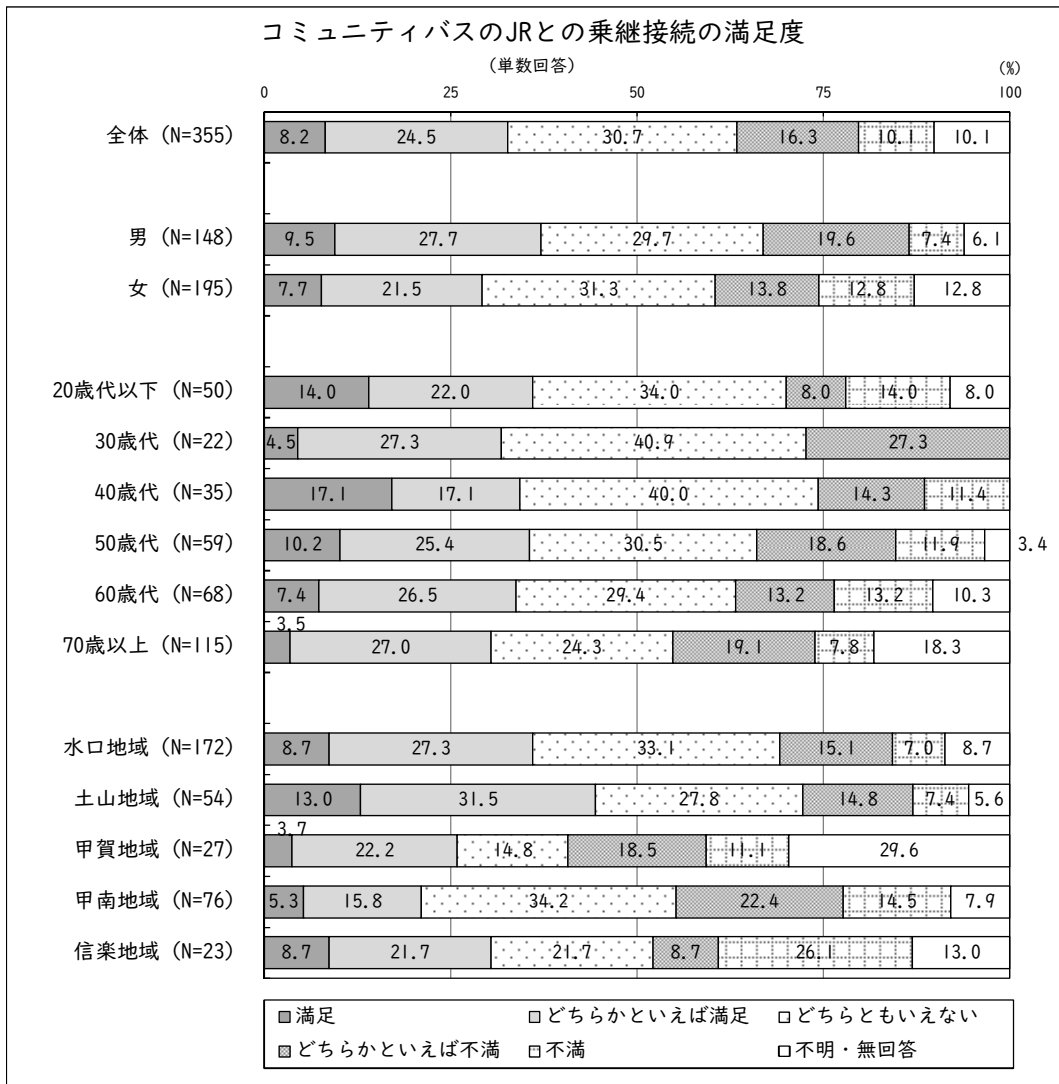 コミュニティバスのJRとの乗継接続の満足度
(単数回答)
(%)
0 25 50 75 100
全体 (N=355) 8.2 24.5 30.7 16.3 10.1 10.1
男 (N=148) 9.5 27.7 29.7 19.6 7.4 6.1
女 (N=195) 7.7 21.5 31.3 13.8 12.8 12.8
20歳代以下 (N=50) 14.0 22.0 34.0 8.0 14.0 8.0
30歳代 (N=22) 4.5 27.3 40.9 27.3
40歳代 (N=35) 17.1 17.1 40.0 14.3 11.4
50歳代 (N=59) 10.2 25.4 30.5 18.6 11.9 3.4
60歳代 (N=68) 7.4 26.5 29.4 13.2 13.2 10.3
70歳以上 (N=115) 3.5 27.0 24.3 19.1 7.8 18.3
水口地域 (N=172) 8.7 27.3 33.1 15.1 7.0 8.7
土山地域 (N=54) 13.0 31.5 27.8 14.8 7.4 5.6
甲賀地域 (N=27) 3.7 22.2 14.8 18.5 11.1 29.6
甲南地域 (N=76) 5.3 15.8 34.2 22.4 14.5 7.9
信楽地域 (N=23) 8.7 21.7 21.7 8.7 26.1 13.0
満足 どちらかといえば満足 どちらともいえない
どちらかといえば不満 不満 不明・無回答